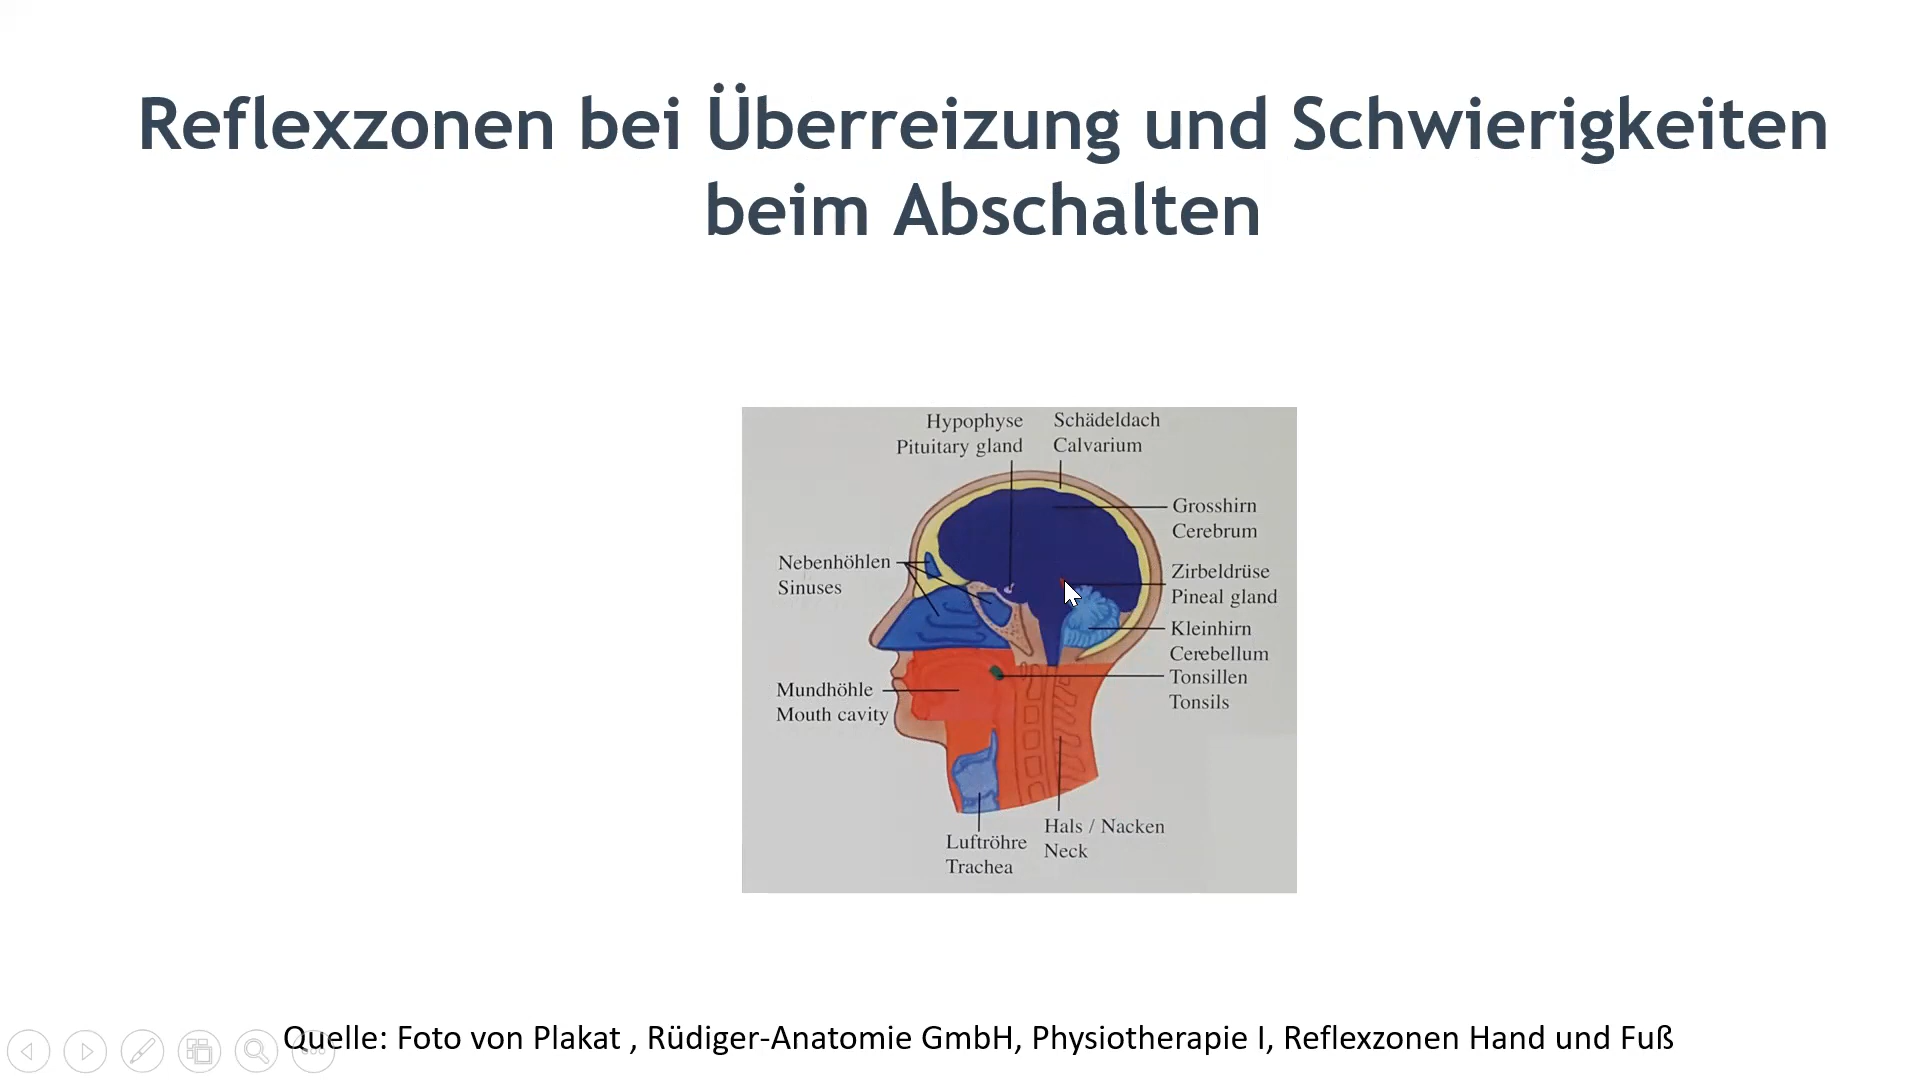 Reflexzonen bei Überreizung und Schwierigkeiten
beim Abschalten
Hypophyse
Pituitary gland
Schädeldach
Calvarium
Grosshirn
Cerebrum
Nebenhöhlen
Sinuses
Zirbeldrüse
Pineal gland
Kleinhirn
Cerebellum
Tonsillen
Tonsils
Mundhöhle
Mouth cavity
Luftröhre
Trachea
Hals / Nacken
Neck
Quelle: Foto von Plakat , Rüdiger-Anatomie GmbH, Physiotherapie I, Reflexzonen Hand und Fuß